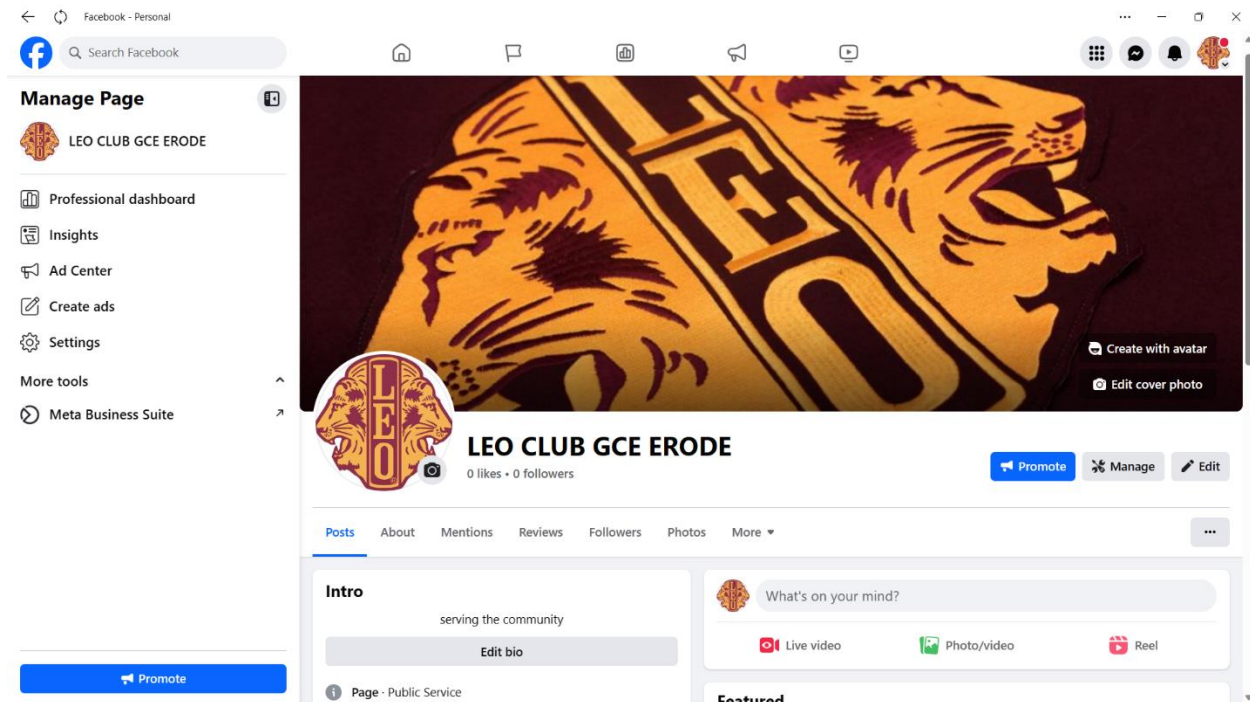 Facebook - Personal
Search Facebook
Manage Page
LEO CLUB GCE ERODE
Professional dashboard
Insights
Ad Center
Create ads
Settings
More tools
Meta Business Suite
Promote
LEO
Create with avatar
Edit cover photo
LEO
LEO CLUB GCE ERODE
0 likes • 0 followers
Promote
Manage
Edit
Posts
About
Mentions
Reviews
Followers
Photos
More
Intro
serving the community
Edit bio
Page · Public Service
What's on your mind?
Live video
Photo/video
Reel
Featured